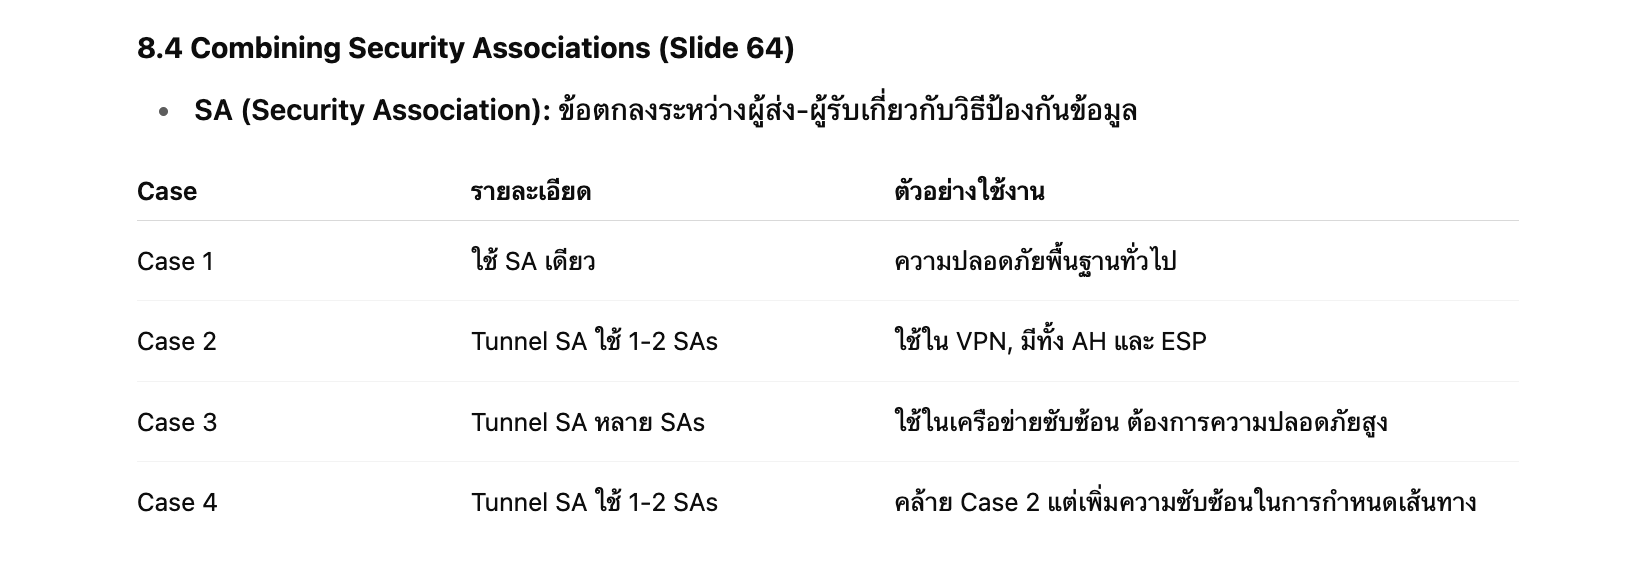 8.4 Combining Security Associations (Slide 64)
• SA (Security Association): ข้อตกลงระหว่างผู้ส่ง-ผู้รับเกี่ยวกับวิธีป้องกันข้อมูล
Case รายละเอียด ตัวอย่างใช้งาน
Case 1 ใช้ SA เดียว ความปลอดภัยพื้นฐานทั่วไป
Case 2 Tunnel SA ใช้ 1-2 SAs ใช้ใน VPN, มีทั้ง AH และ ESP
Case 3 Tunnel SA หลาย SAs ใช้ในเครือข่ายซับซ้อน ต้องการความปลอดภัยสูง
Case 4 Tunnel SA ใช้ 1-2 SAs คล้าย Case 2 แต่เพิ่มความซับซ้อนในการกำหนดเส้นทาง